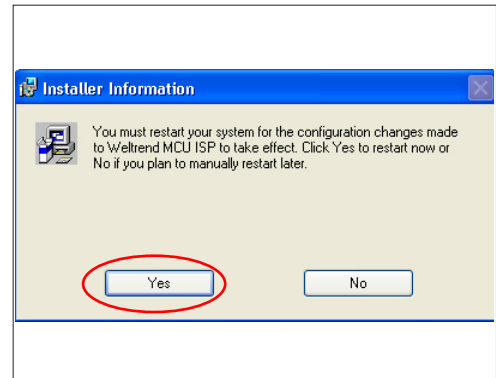 Installer Information
You must restart your system for the configuration changes made
to Weltrend MCU ISP to take effect. Click Yes to restart now or
No if you plan to manually restart later.
Yes
No